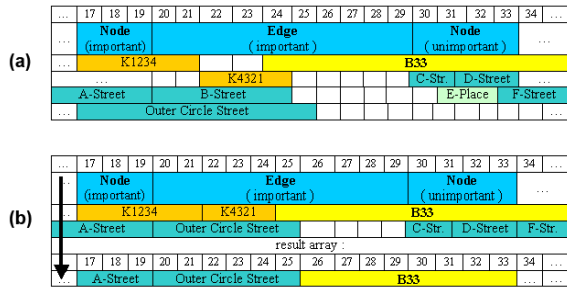 ... 17 18 19 20 21 22 23 24 25 26 27 28 29 30 31 32 33 34 ...
... Node Edge Node ...
(important) ( important ) ( unimportant )
(a) ... K1234 B33
... K4321 C-Str. D-Street
A-Street B-Street E-Place F-Street
... Outer Circle Street ...
... 17 18 19 20 21 22 23 24 25 26 27 28 29 30 31 32 33 34 ...
... Node Edge Node ...
(important) ( important ) (unimportant)
(b) ... K1234 K4321 B33
... A-Street Outer Circle Street C-Str. D-Street F-Str.
result array :
... 17 18 19 20 21 22 23 24 25 26 27 28 29 30 31 32 33 34 ...
... A-Street Outer Circle Street B33 ...